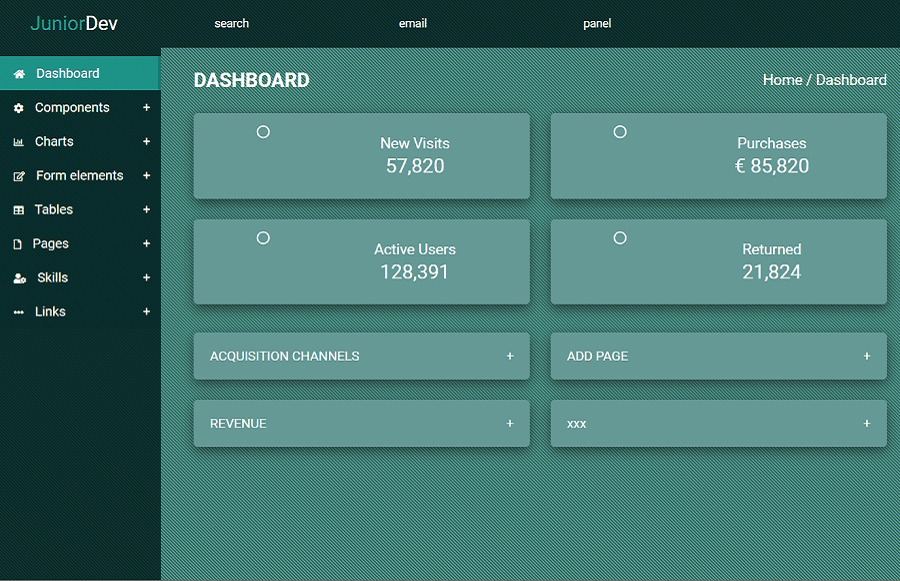 JuniorDev
search
email
panel
Dashboard
Components +
Charts +
Form elements +
Tables +
Pages +
Skills +
Links +
DASHBOARD
Home / Dashboard
New Visits
57,820
Purchases
€ 85,820
Active Users
128,391
Returned
21,824
ACQUISITION CHANNELS +
ADD PAGE +
REVENUE +
xxx +